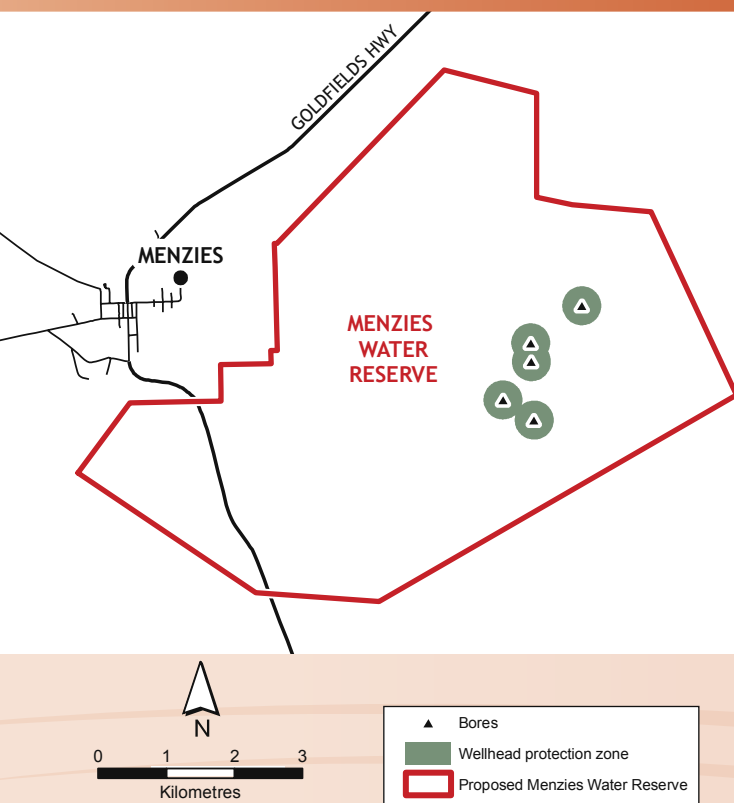 GOLDFIELDS HWY
MENZIES
MENZIES
WATER
RESERVE
N
0 1 2 3
Kilometres
Bores
Wellhead protection zone
Proposed Menzies Water Reserve